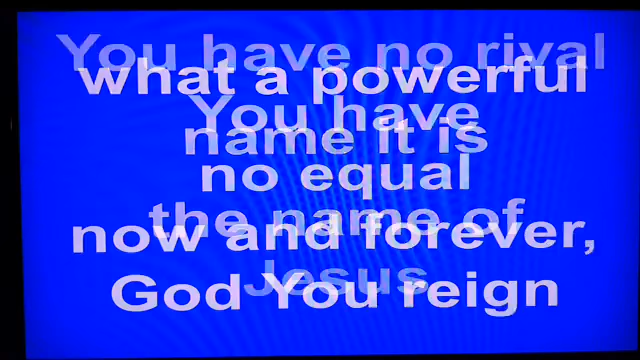 You have no rival
what a powerful
You have
name it is
no equal
the name of
now and forever,
Jesus
God You reign